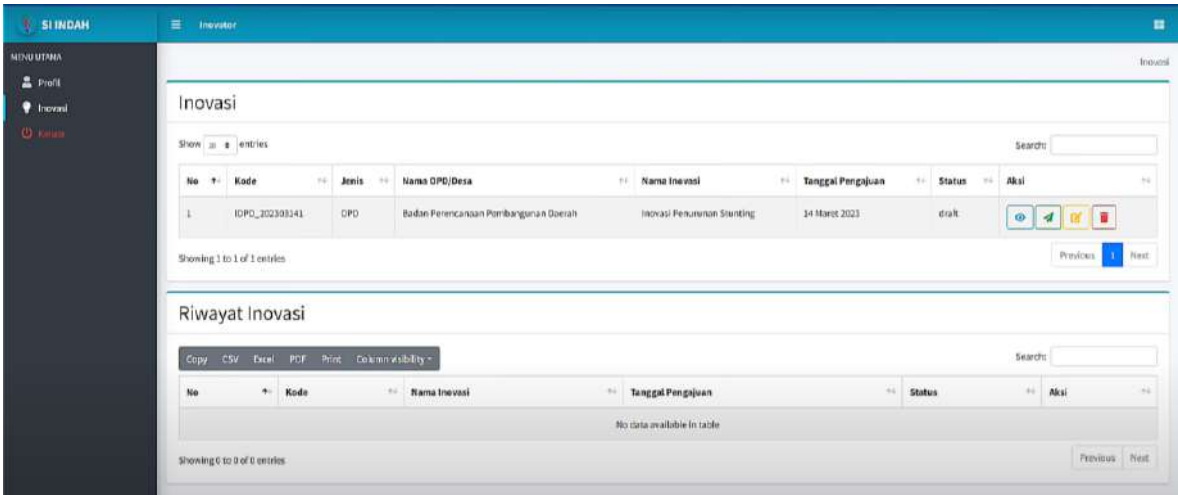 SI INDAH
Inovator
MENU UTAMA
Profil
Inovasi
Keluar
Inovasi
Inovasi
Show 10 entries
Search:
No Kode Jenis Nama OPD/Desa Nama Inovasi Tanggal Pengajuan Status Aksi
1 IOPD_202303141 OPD Badan Perencanaan Pembangunan Daerah Inovasi Penurunan Stunting 14 Maret 2023 draft
Showing 1 to 1 of 1 entries
Previous 1 Next
Riwayat Inovasi
Copy CSV Excel PDF Print Column visibility
Search:
No Kode Nama Inovasi Tanggal Pengajuan Status Aksi
No data available in table
Showing 0 to 0 of 0 entries
Previous Next